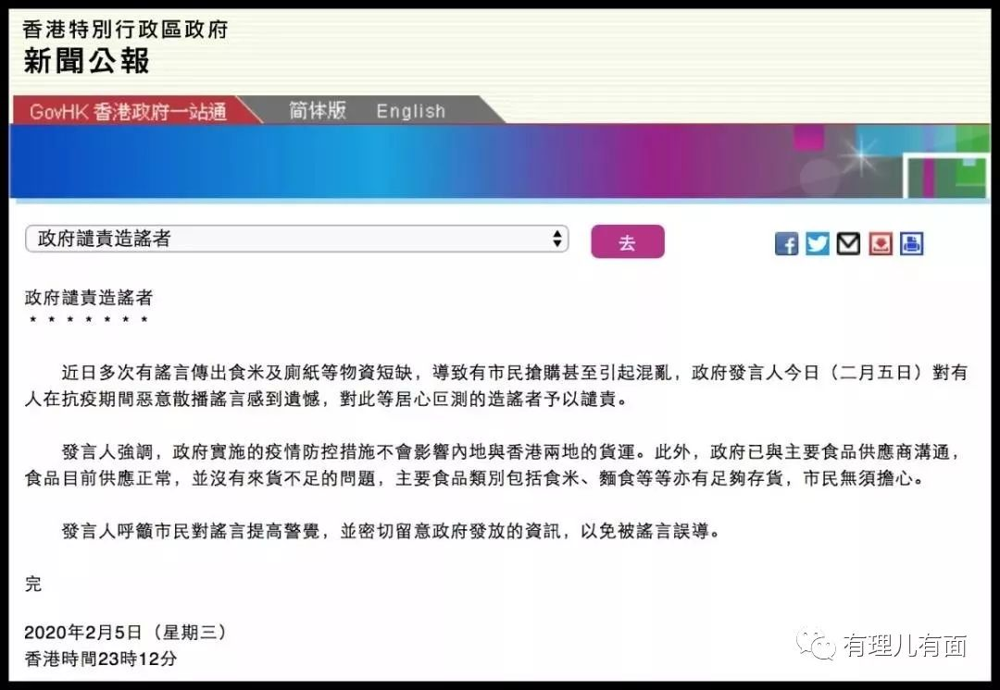 香港特別行政區政府
新聞公報
GovHK 香港政府一站通 简体版 English
政府譴責造謠者 去
政府譴責造謠者
* * * * * * *
近日多次有謠言傳出食米及廁紙等物資短缺，導致有市民搶購甚至引起混亂，政府發言人今日（二月五日）對有
人在抗疫期間惡意散播謠言感到遺憾，對此等居心叵測的造謠者予以譴責。
發言人強調，政府實施的疫情防控措施不會影響內地與香港兩地的貨運。此外，政府已與主要食品供應商溝通，
食品目前供應正常，並沒有來貨不足的問題，主要食品類別包括食米、麵食等等亦有足夠存貨，市民無須擔心。
發言人呼籲市民對謠言提高警覺，並密切留意政府發放的資訊，以免被謠言誤導。
完
2020年2月5日（星期三）
香港時間23時12分
有理儿有面